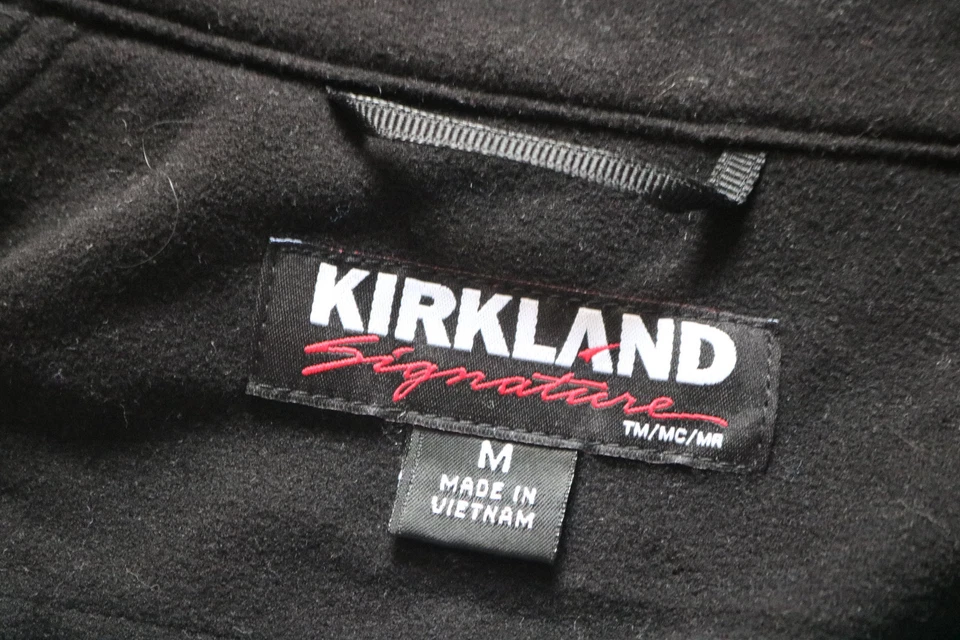 KIRKLAND
Signature
TM/MC/MR
M
MADE IN
VIETNAM